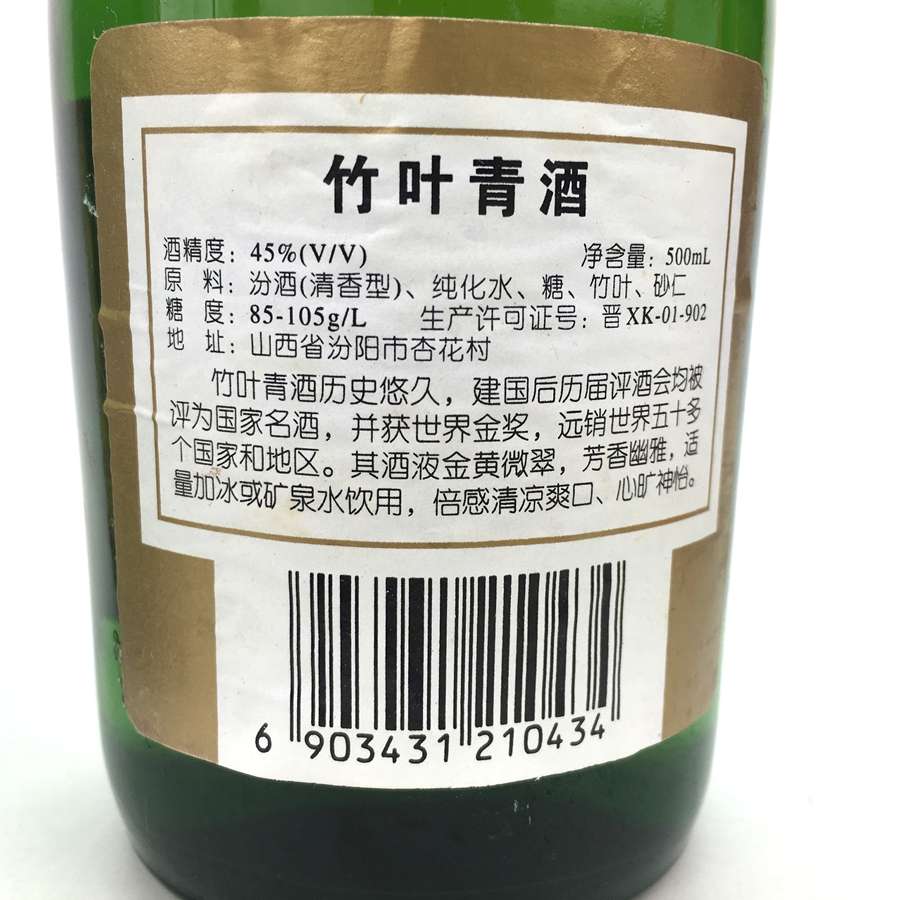 竹叶青酒
酒精度：45%(V/V) 净含量：500mL
原 料：汾酒(清香型)、纯化水、糖、竹叶、砂仁
糖 度：85-105g/L 生产许可证号：晋XK-01-902
地 址：山西省汾阳市杏花村
竹叶青酒历史悠久，建国后历届评酒会均被
评为国家名酒，并获世界金奖，远销世界五十多
个国家和地区。其酒液金黄微翠，芳香幽雅，适
量加冰或矿泉水饮用，倍感清凉爽口、心旷神怡。
6 903431 210434